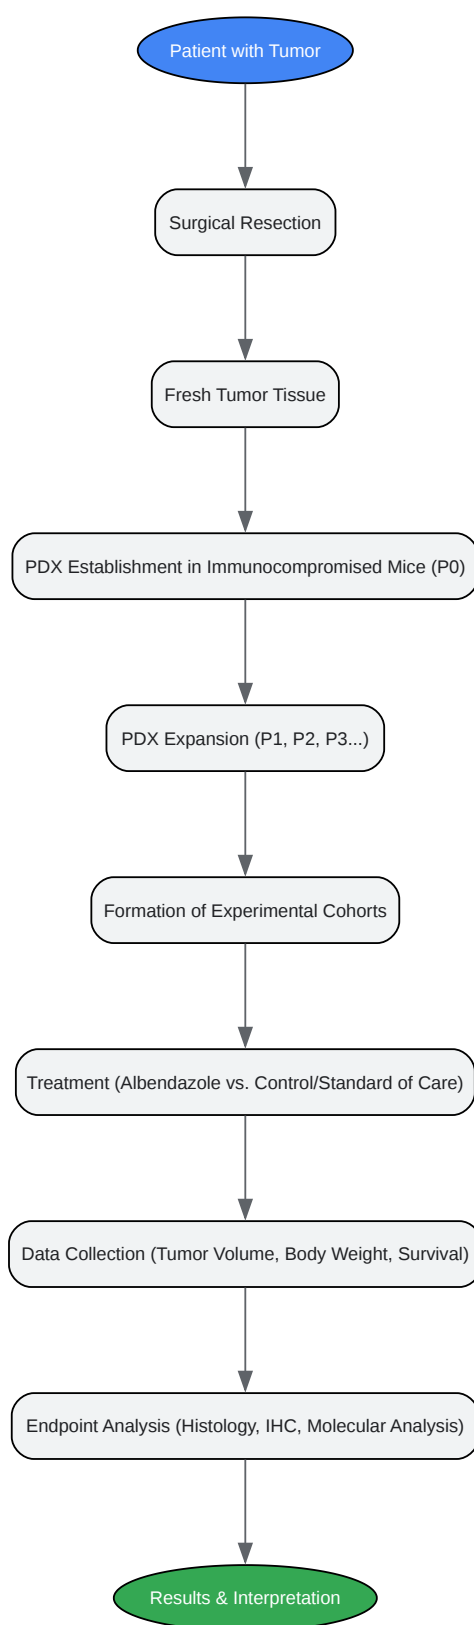 Patient with Tumor
Surgical Resection
Fresh Tumor Tissue
PDX Establishment in Immunocompromised Mice (P0)
PDX Expansion (P1, P2, P3...)
Formation of Experimental Cohorts
Treatment (Albendazole vs. Control/Standard of Care)
Data Collection (Tumor Volume, Body Weight, Survival)
Endpoint Analysis (Histology, IHC, Molecular Analysis)
Results & Interpretation